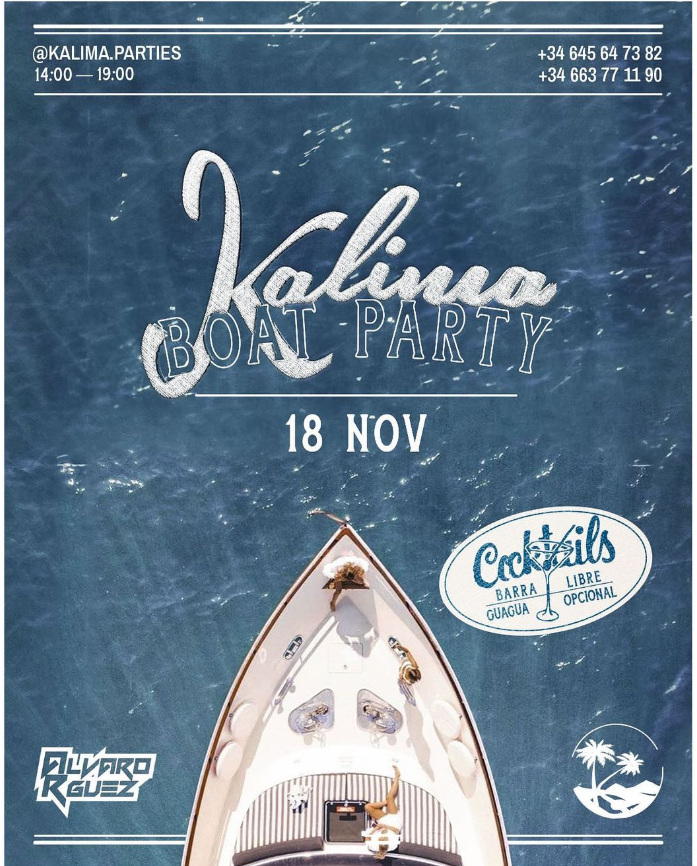 @KALIMA.PARTIES
14:00 — 19:00
+34 645 64 73 82
+34 663 77 11 90
Kalima
BOAT PARTY
18 NOV
Cocktails
BARRA LIBRE
GUAGUA OPCIONAL
ALVARO
RGUEZ